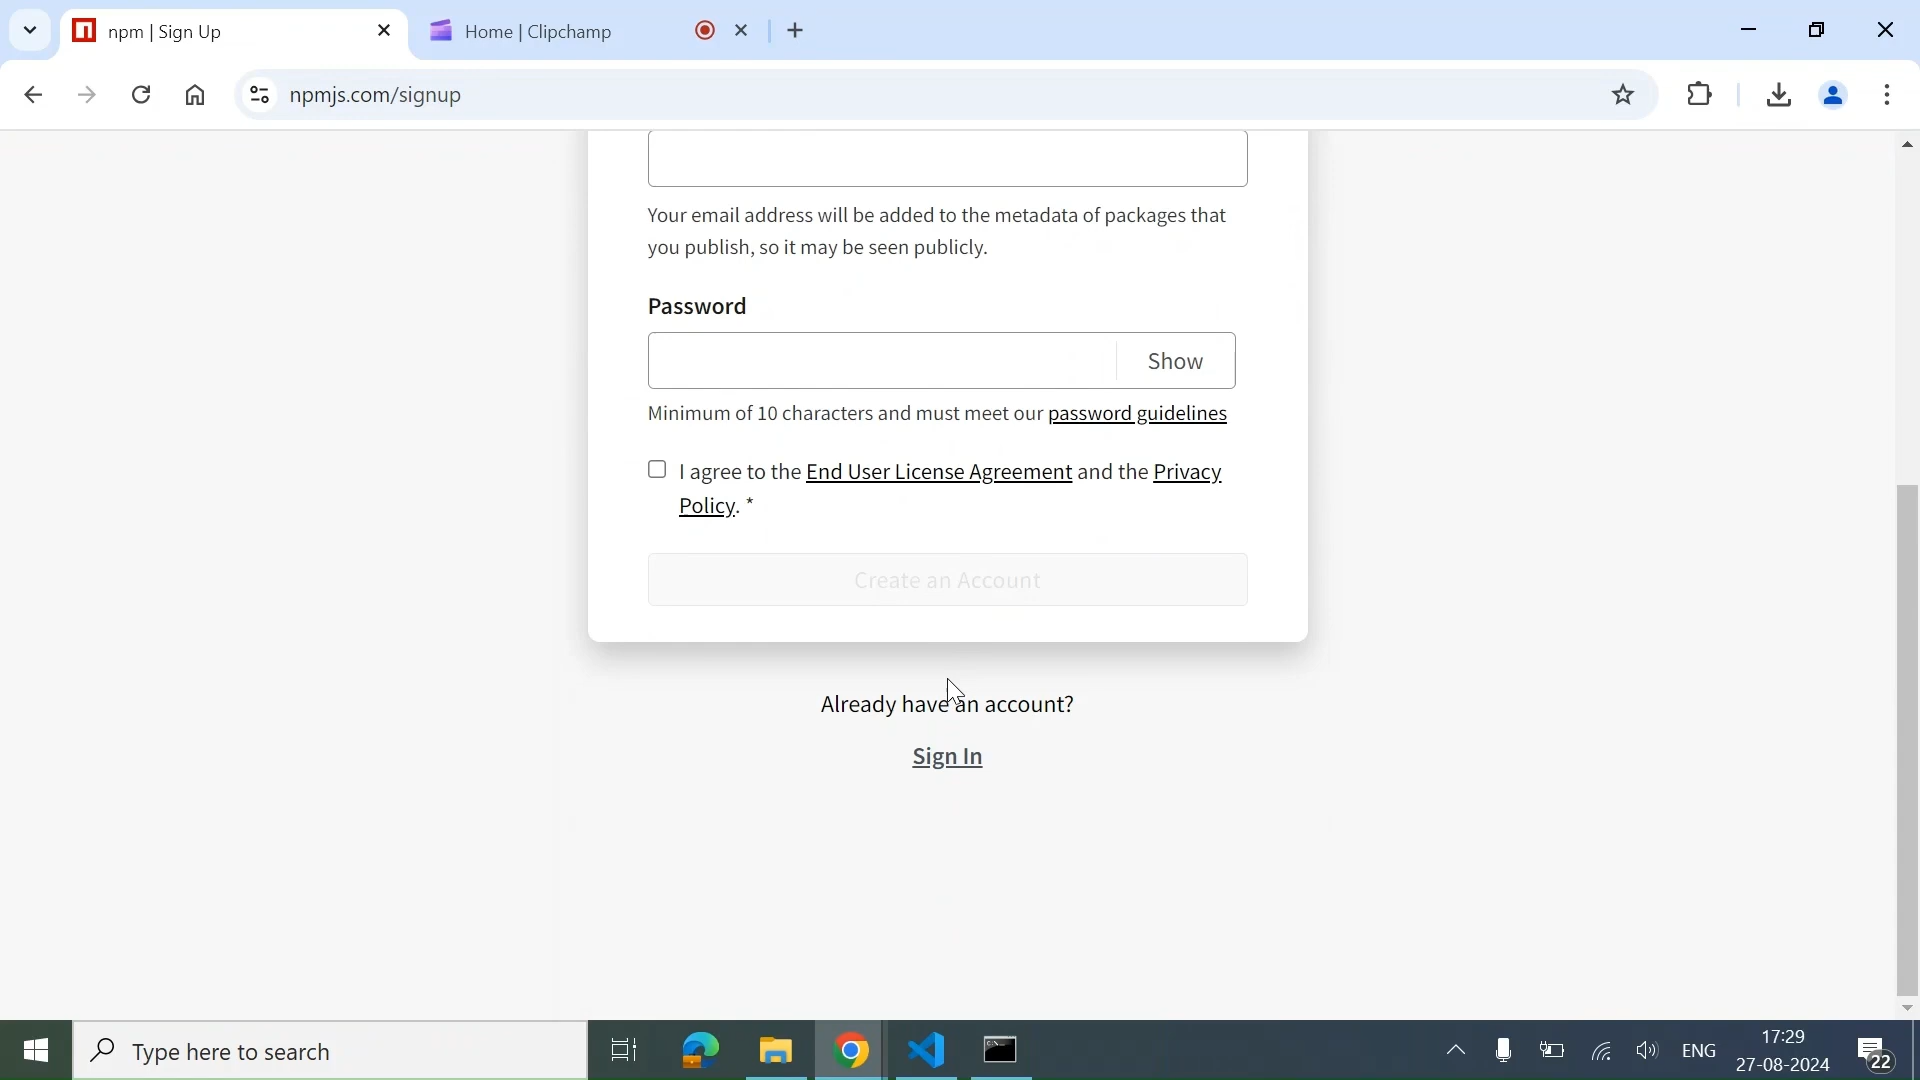 npm | Sign Up
Home | Clipchamp
npmjs.com/signup
Your email address will be added to the metadata of packages that
you publish, so it may be seen publicly.
Password
Show
Minimum of 10 characters and must meet our password guidelines
I agree to the End User License Agreement and the Privacy
Policy. *
Create an Account
Already have an account?
Sign In
Type here to search
ENG
17:29
27-08-2024
22